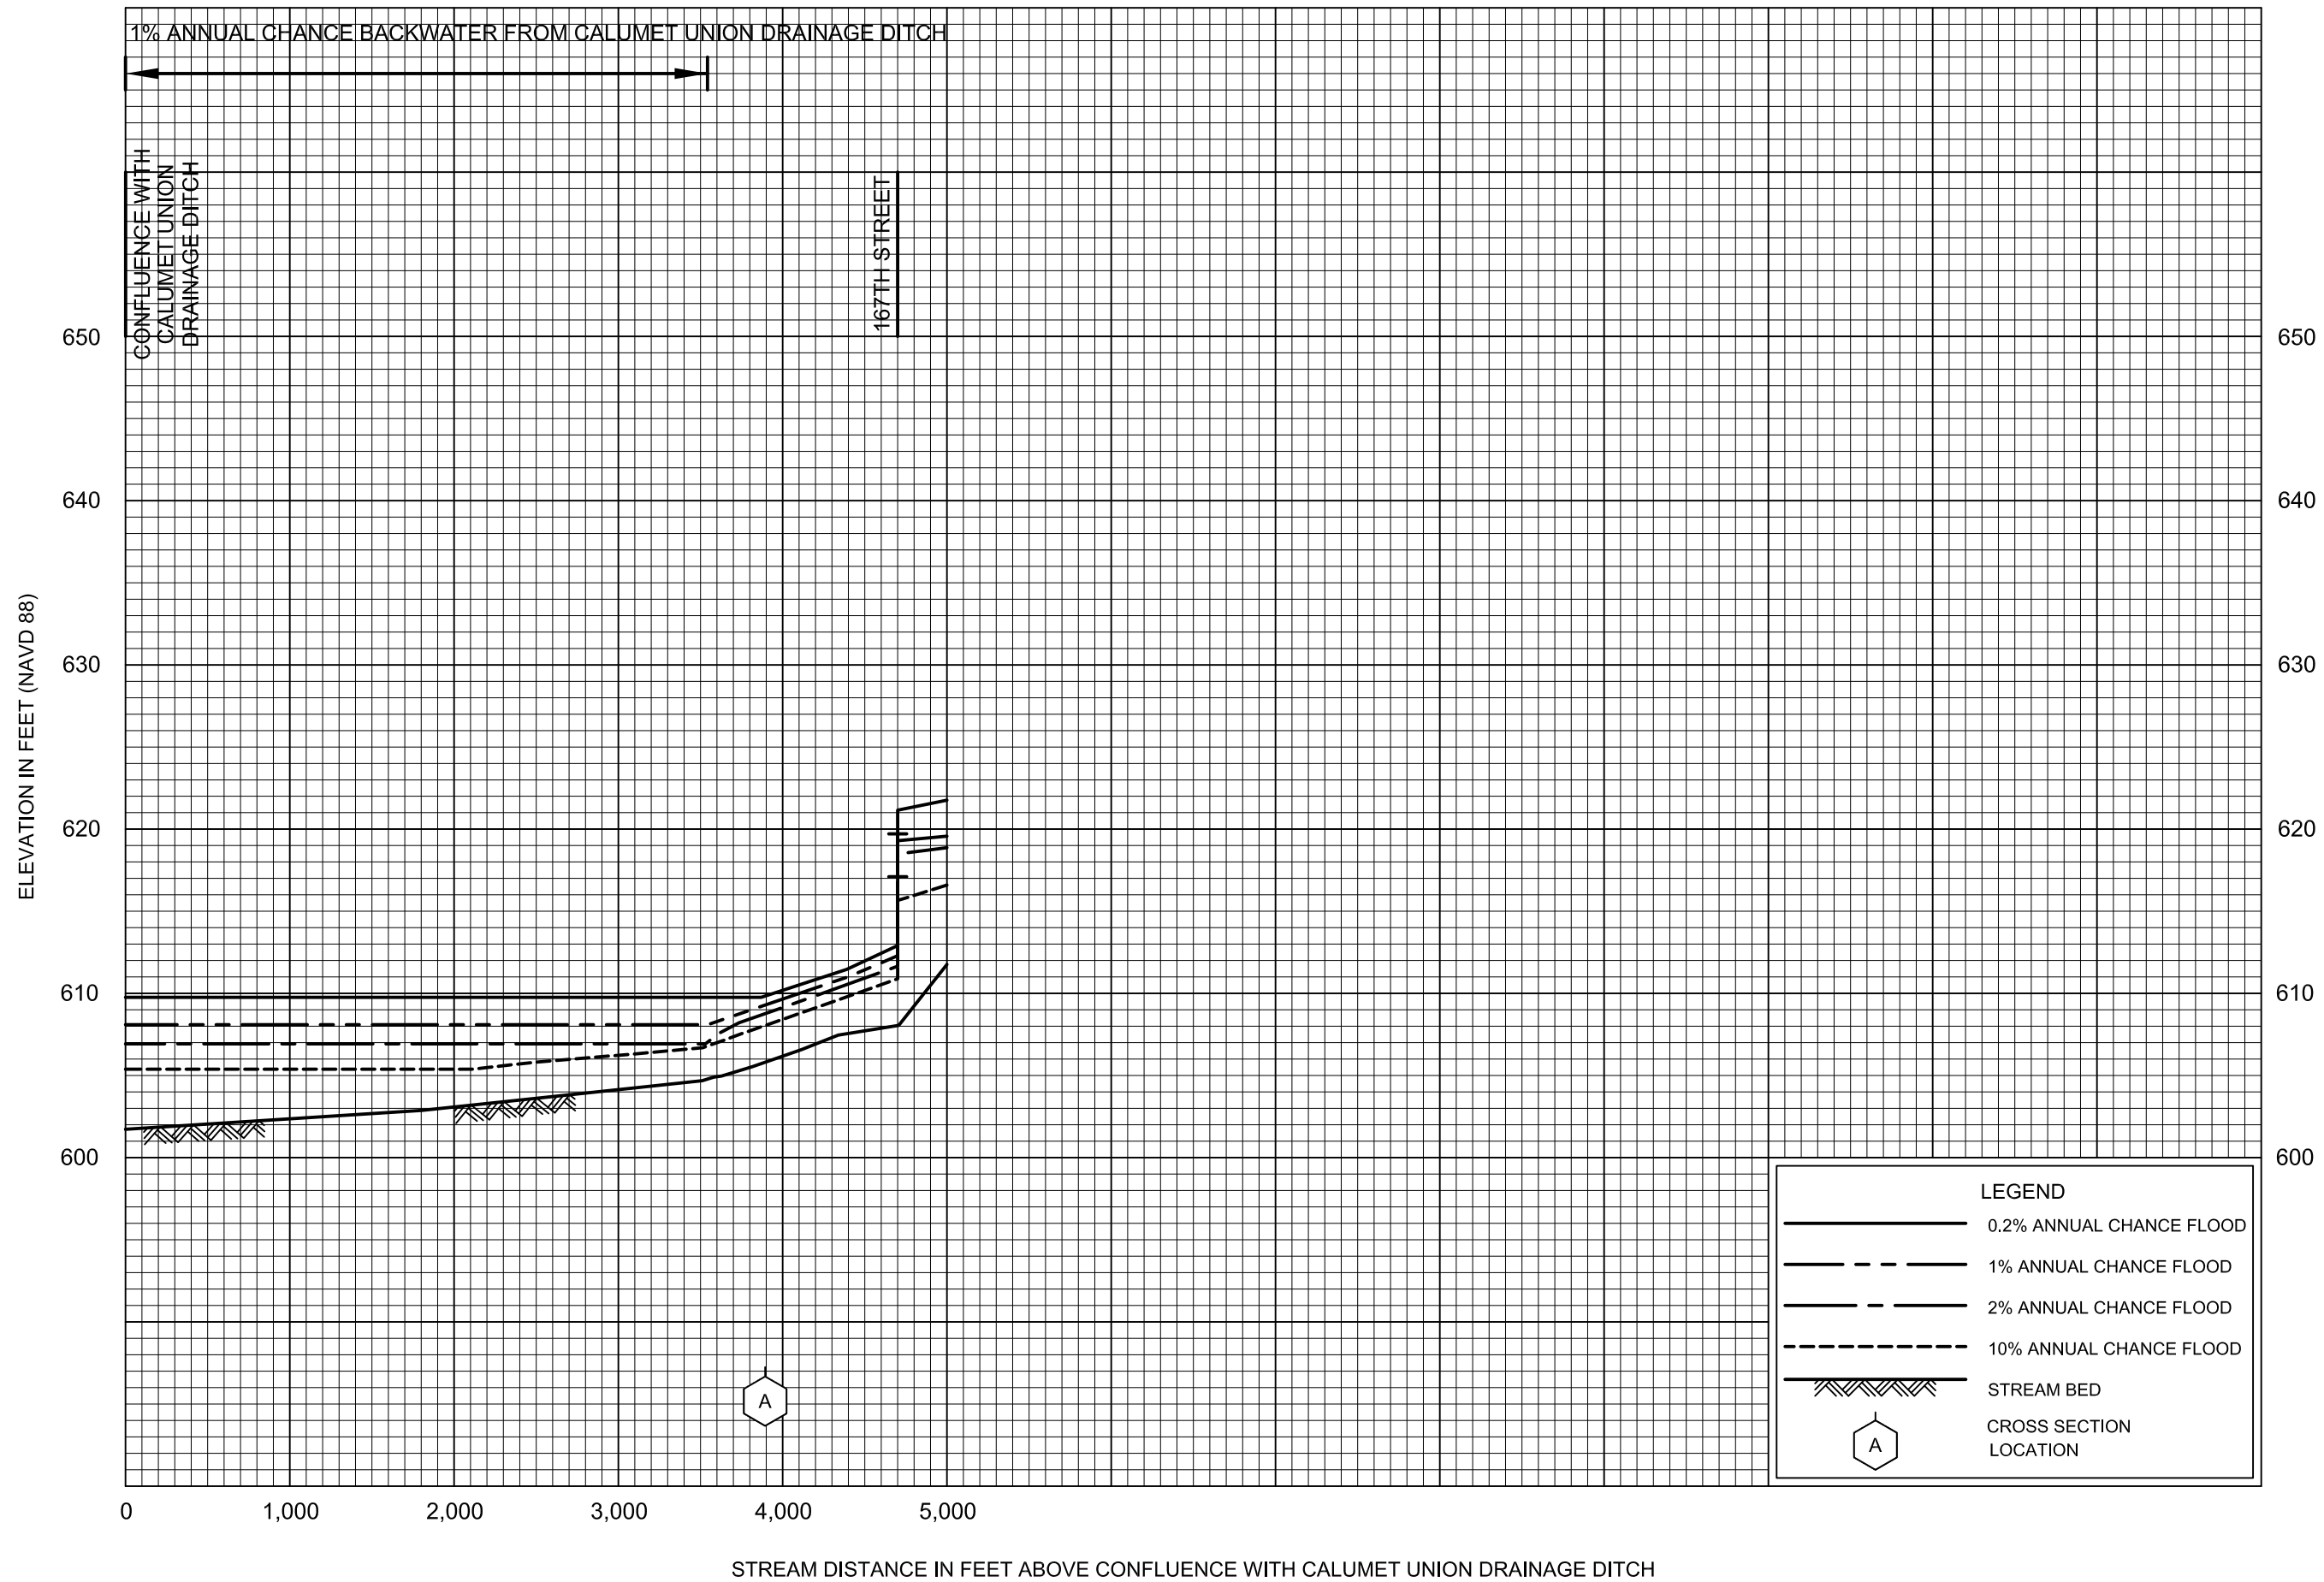 1% ANNUAL CHANCE BACKWATER FROM CALUMET UNION DRAINAGE DITCH
CONFLUENCE WITH
CALUMET UNION
DRAINAGE DITCH
167TH STREET
ELEVATION IN FEET (NAVD 88)
650
640
630
620
610
600
650
640
630
620
610
600
A
LEGEND
0.2% ANNUAL CHANCE FLOOD
1% ANNUAL CHANCE FLOOD
2% ANNUAL CHANCE FLOOD
10% ANNUAL CHANCE FLOOD
STREAM BED
A
CROSS SECTION
LOCATION
0 1,000 2,000 3,000 4,000 5,000
STREAM DISTANCE IN FEET ABOVE CONFLUENCE WITH CALUMET UNION DRAINAGE DITCH